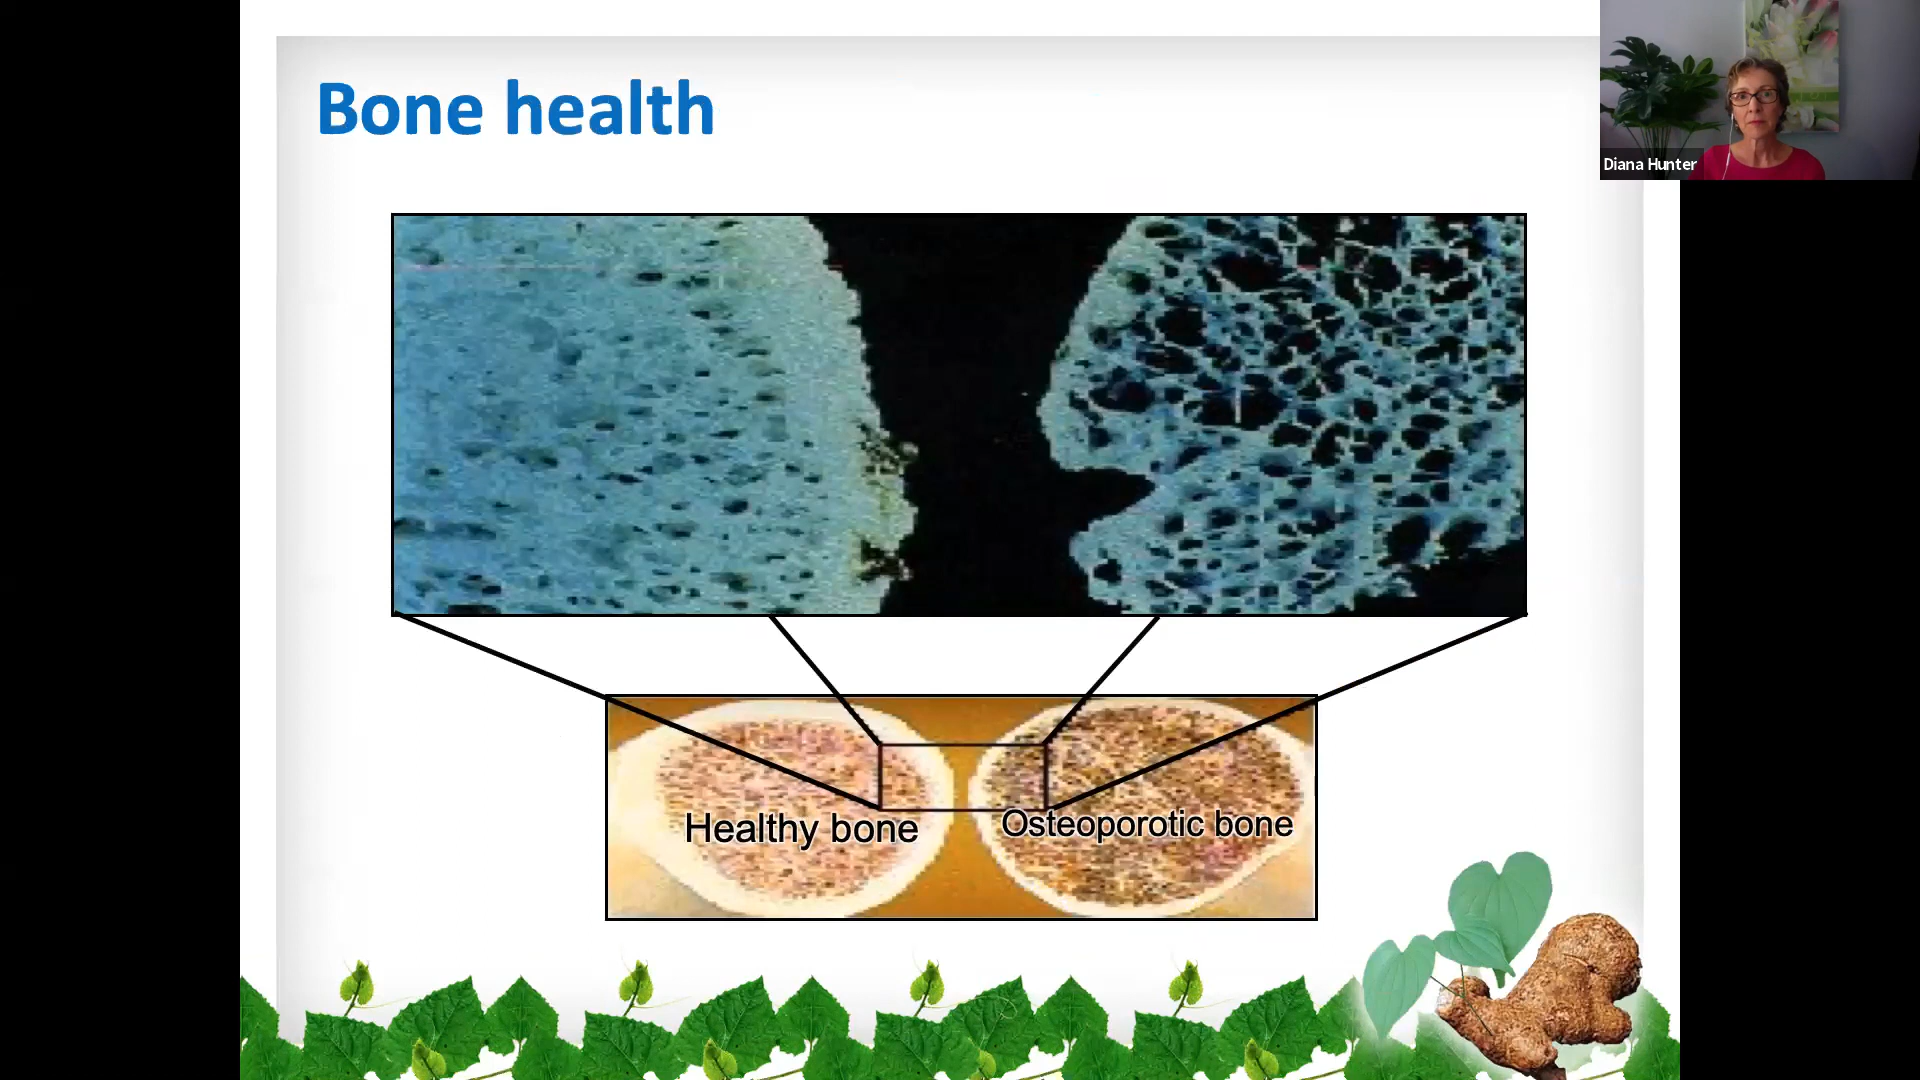 Bone health
Diana Hunter
Healthy bone
Osteoporotic bone